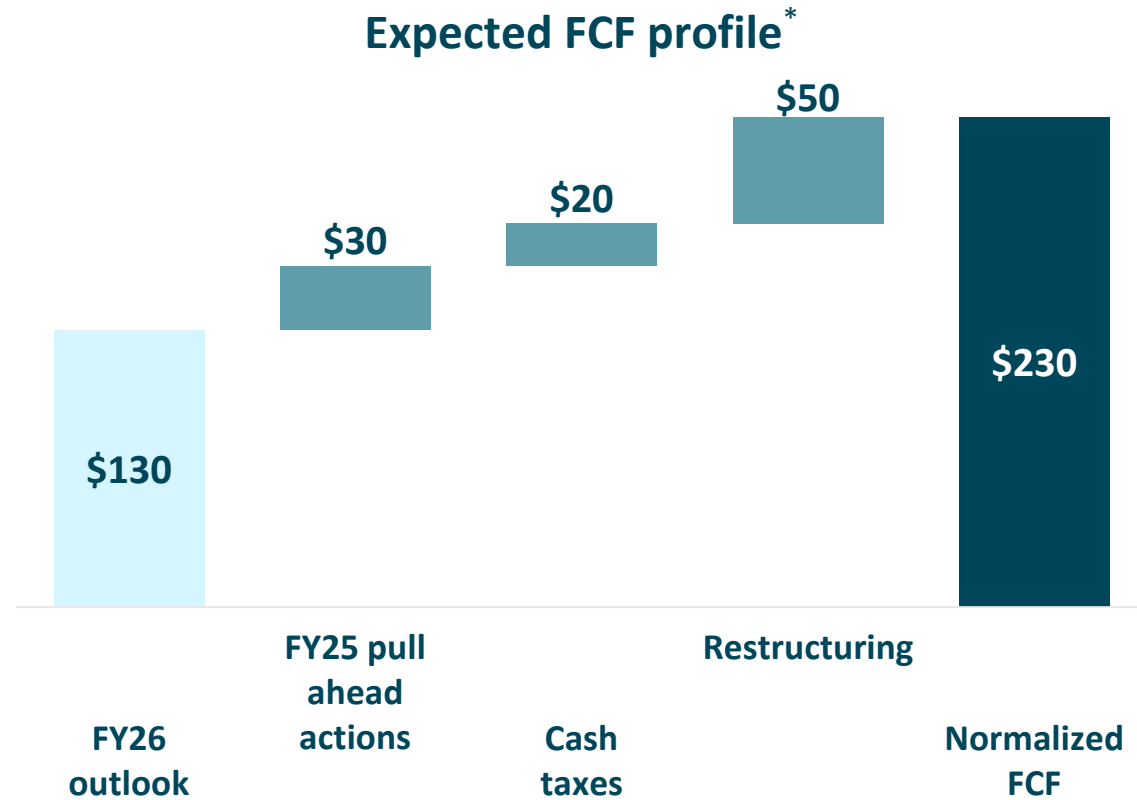 Expected FCF profile*
$50
$20
$30
$230
$130
FY25 pull
ahead
actions
Restructuring
FY26
outlook
Cash
taxes
Normalized
FCF